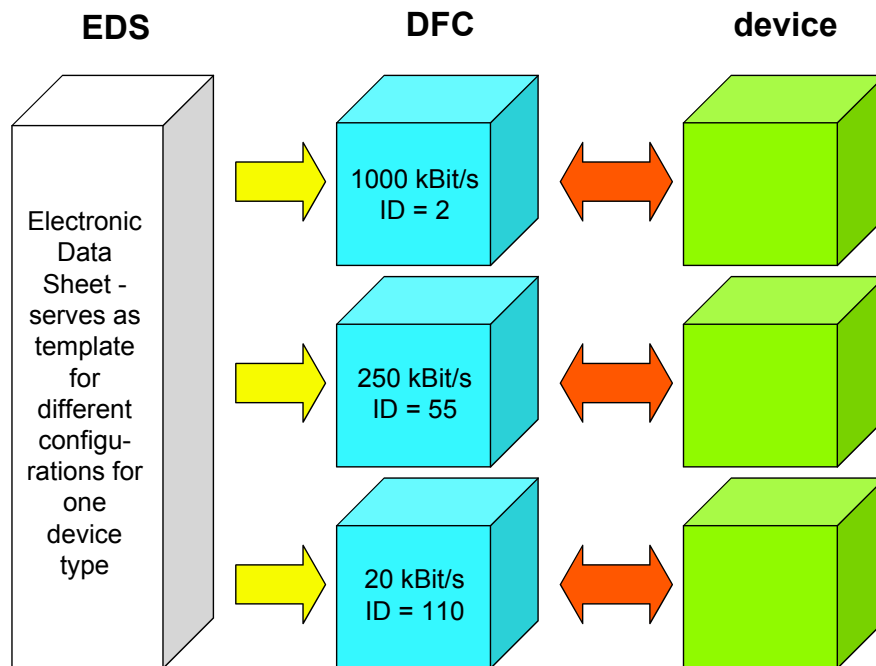 EDS
DFC
device
Electronic
Data
Sheet -
serves as
template
for
different
configu-
rations for
one
device
type
1000 kBit/s
ID = 2
250 kBit/s
ID = 55
20 kBit/s
ID = 110